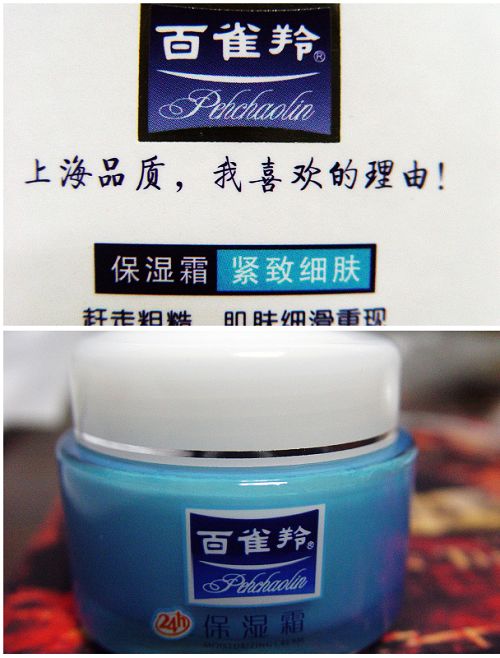 百雀羚®
Pehchaolin
上海品质，我喜欢的理由！
保湿霜 紧致细肤
赶走粗糙 肌肤细滑重现
百雀羚®
Pehchaolin
24h 保湿霜
MOISTURIZING CREAM